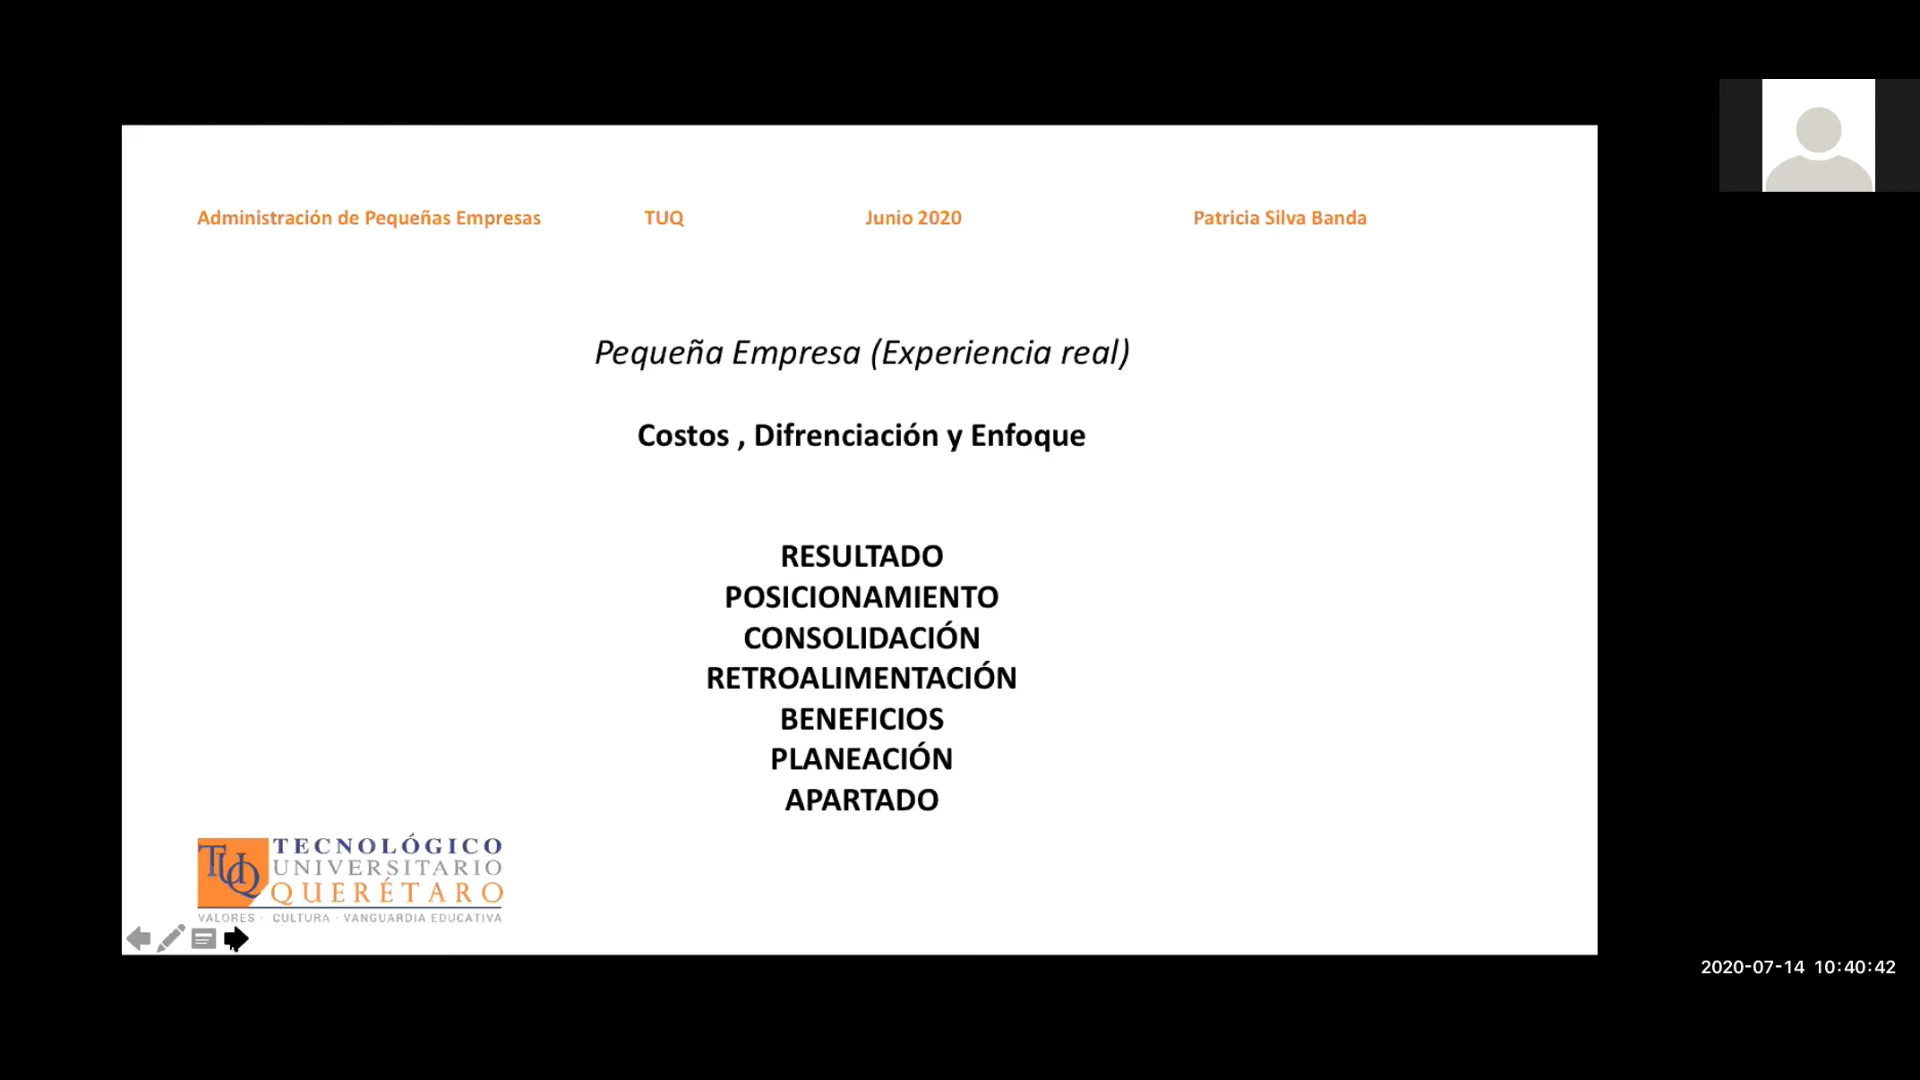 Administración de Pequeñas Empresas TUQ Junio 2020 Patricia Silva Banda
Pequeña Empresa (Experiencia real)
Costos , Difrenciación y Enfoque
RESULTADO
POSICIONAMIENTO
CONSOLIDACIÓN
RETROALIMENTACIÓN
BENEFICIOS
PLANEACIÓN
APARTADO
TUQ
TECNOLÓGICO
UNIVERSITARIO
QUERÉTARO
VALORES · CULTURA · VANGUARDIA EDUCATIVA
2020-07-14 10:40:42